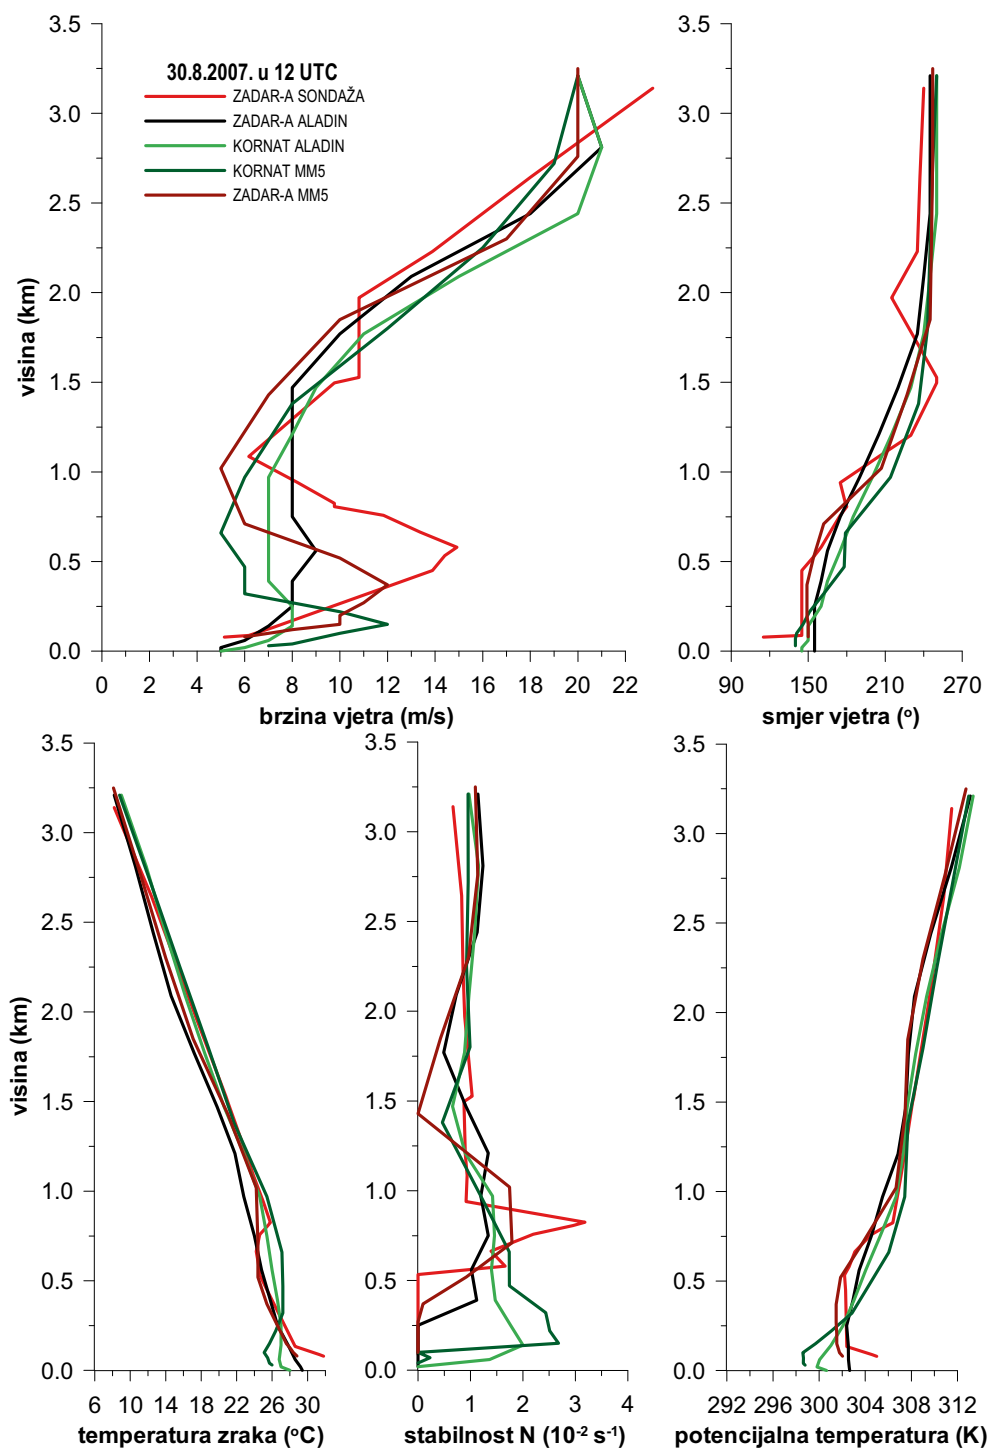 3.5
3.0
2.5
2.0
1.5
1.0
0.5
0.0
visina (km)
30.8.2007. u 12 UTC
ZADAR-A SONDAŽA
ZADAR-A ALADIN
KORNAT ALADIN
KORNAT MM5
ZADAR-A MM5
0 2 4 6 8 10 12 14 16 18 20 22
brzina vjetra (m/s)
3.5
3.0
2.5
2.0
1.5
1.0
0.5
0.0
90 150 210 270
smjer vjetra (º)
3.5
3.0
2.5
2.0
1.5
1.0
0.5
0.0
visina (km)
6 10 14 18 22 26 30
temperatura zraka (ºC)
3.5
3.0
2.5
2.0
1.5
1.0
0.5
0.0
0 1 2 3 4
stabilnost N (10⁻² s⁻¹)
3.5
3.0
2.5
2.0
1.5
1.0
0.5
0.0
292 296 300 304 308 312
potencijalna temperatura (K)